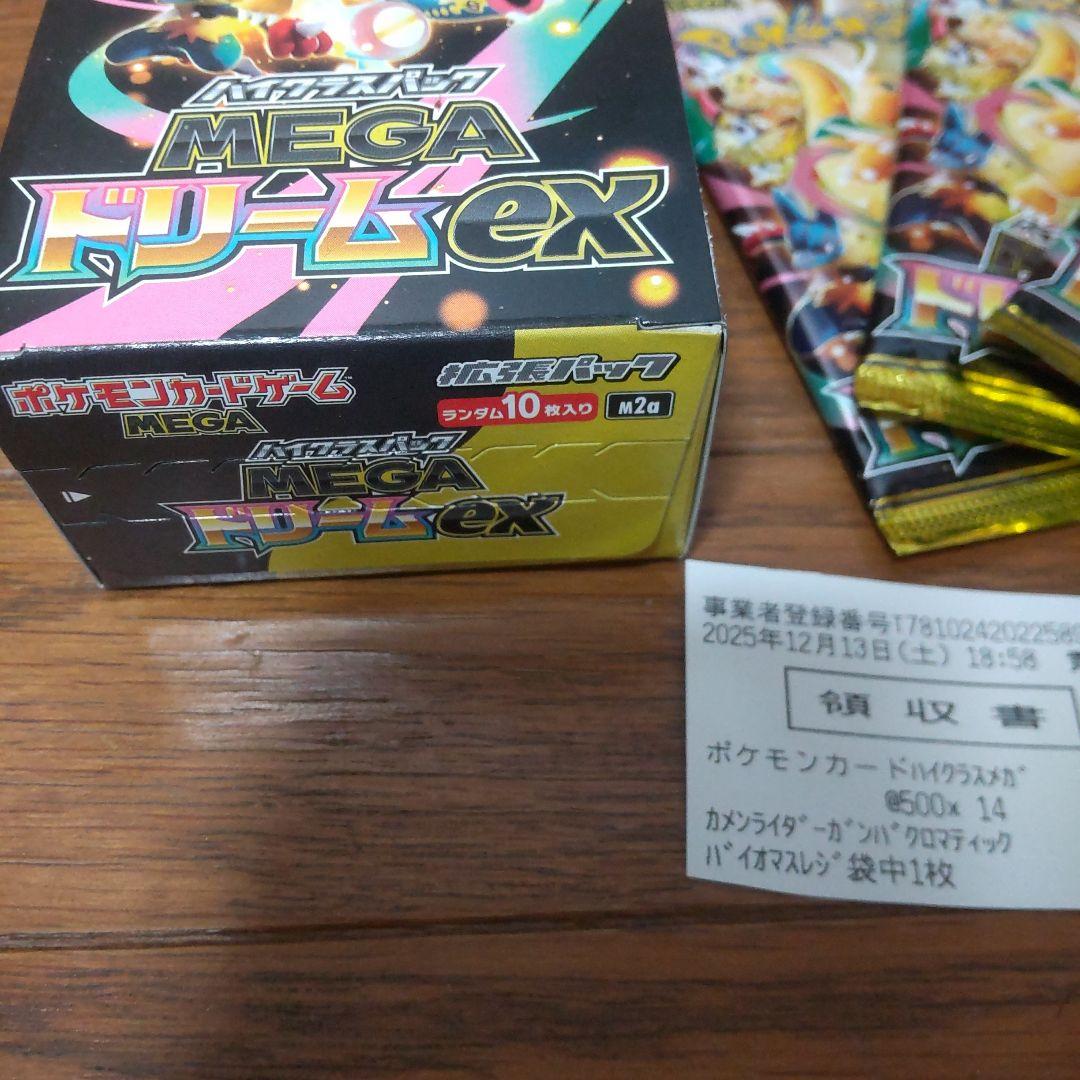 ハイクラスパック
MEGA
ドリームex
ポケモンカードゲーム
MEGA
拡張パック
ランダム10枚入り
M2a
ハイクラスパック
MEGA
ドリームex
事業者登録番号T781024202258
2025年12月13日(土) 18:58
領収書
ポケモンカードﾊｲｸﾗｽﾒｶﾞ
@500x 14
ｶﾒﾝﾗｲﾀﾞｰｶﾞﾝﾊﾞｸﾛﾏﾃｨｯｸ
ﾊﾞｲｵﾏｽﾚｼﾞ袋中1枚